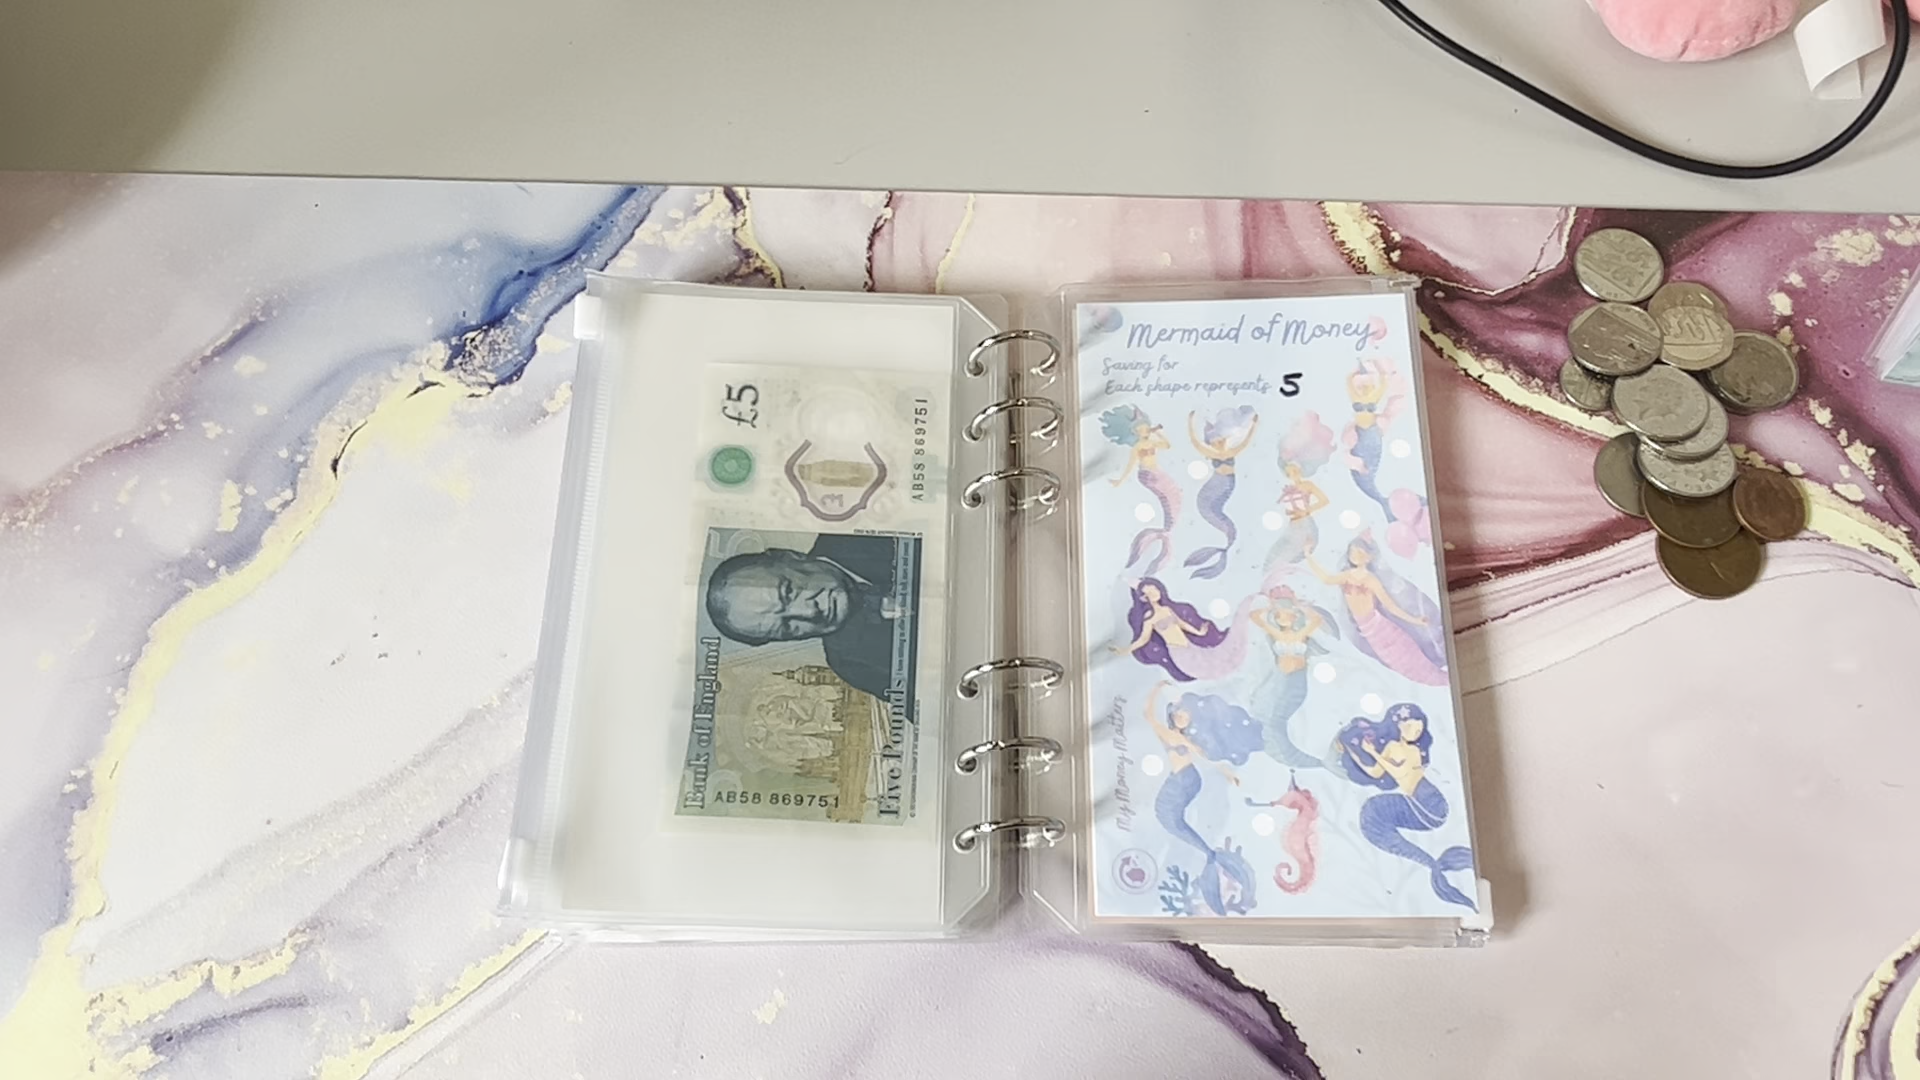 £5
AB58 869751
Bank of England
Five Pounds
AB58 869751
Mermaid of Money
Saving for
Each shape represents 5
My Money Matters